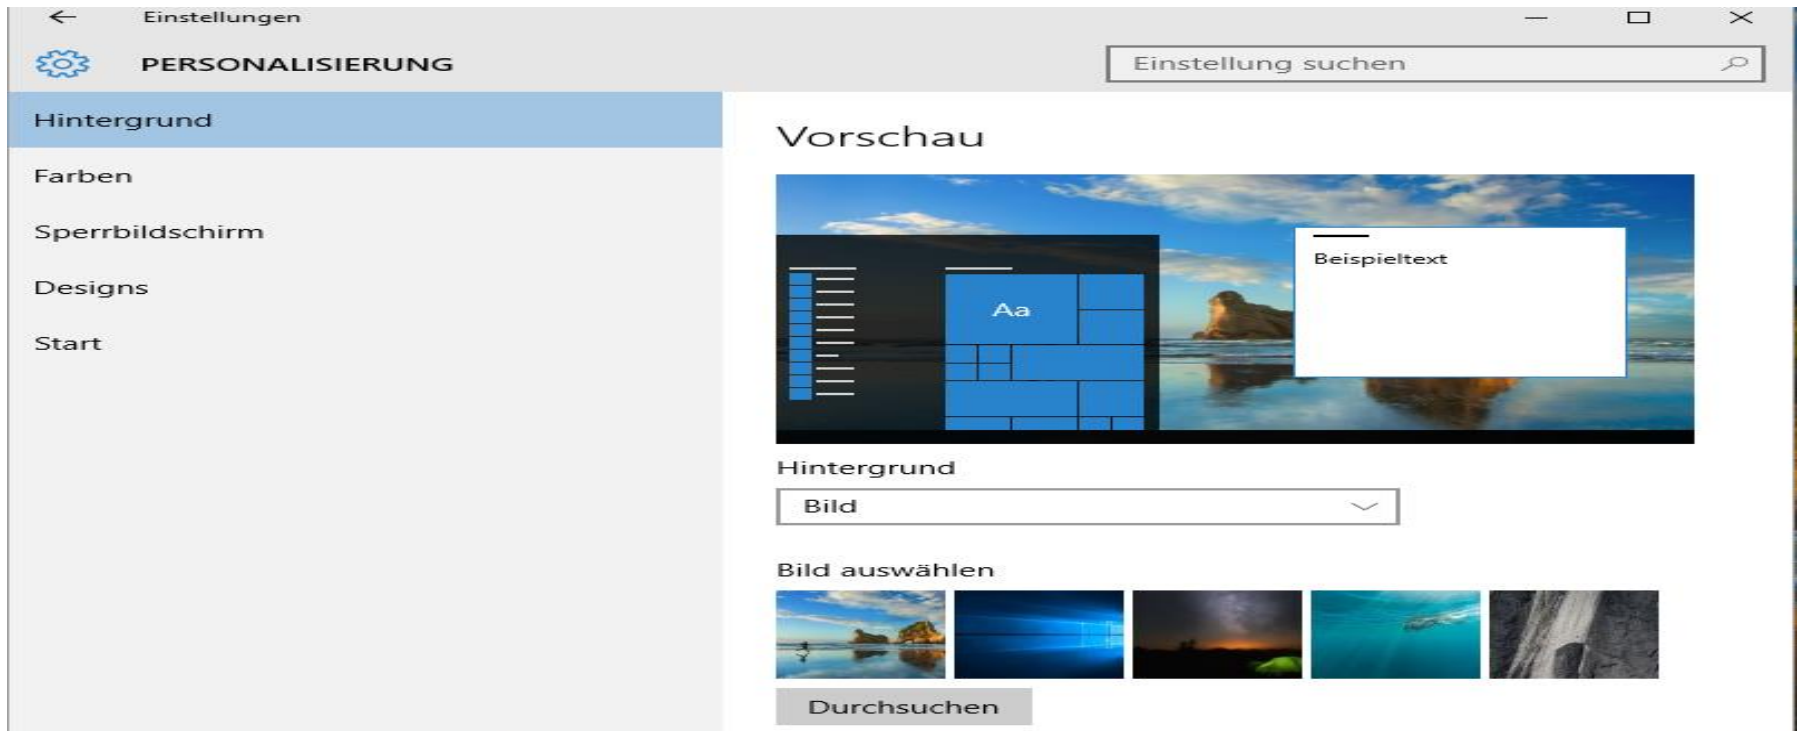 Einstellungen
PERSONALISIERUNG
Einstellung suchen
Hintergrund
Farben
Sperrbildschirm
Designs
Start
Vorschau
Aa
Beispieltext
Hintergrund
Bild
Bild auswählen
Durchsuchen